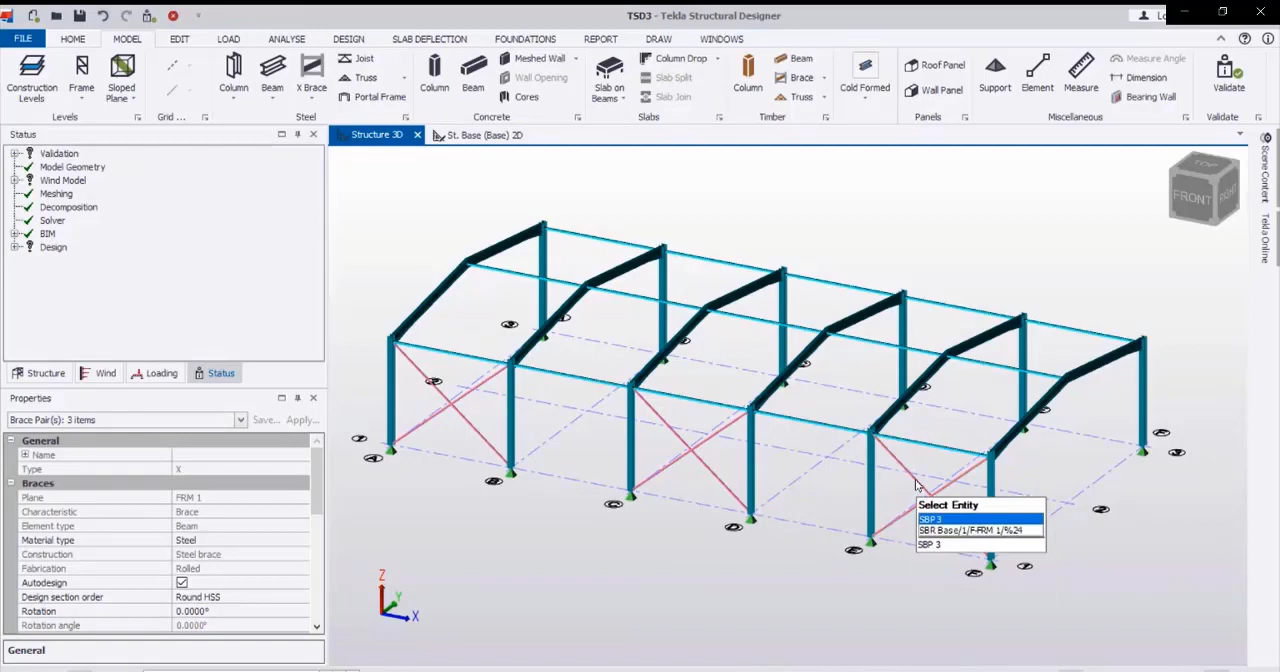 TSD3 - Tekla Structural Designer
FILE HOME MODEL EDIT LOAD ANALYSE DESIGN SLAB DEFLECTION FOUNDATIONS REPORT DRAW WINDOWS
Construction Levels
Frame
Sloped Plane
Levels
Grid ...
Column
Beam
X Brace
Joist
Truss
Portal Frame
Steel
Column
Beam
Meshed Wall
Wall Opening
Cores
Concrete
Slab on Beams
Column Drop
Slab Split
Slab Join
Slabs
Column
Beam
Brace
Truss
Timber
Cold Formed
Roof Panel
Wall Panel
Panels
Support
Element
Measure
Measure Angle
Dimension
Bearing Wall
Miscellaneous
Validate
Validate
Status
Validation
Model Geometry
Wind Model
Meshing
Decomposition
Solver
BIM
Design
Structure Wind Loading Status
Properties
Brace Pair(s): 3 items Save... Apply...
General
Name
Type X
Braces
Plane FRM 1
Characteristic Brace
Element type Beam
Material type Steel
Construction Steel brace
Fabrication Rolled
Autodesign
Design section order Round HSS
Rotation 0.0000°
Rotation angle 0.0000°
General
Structure 3D
St. Base (Base) 2D
TOP
FRONT
RIGHT
Scene Content
Tekla Online
Select Entity
SBP 3
SBR Base/1/F-FRM 1/%24
SBP 3
A
B
C
D
E
F
1
2
3
Z
Y
X